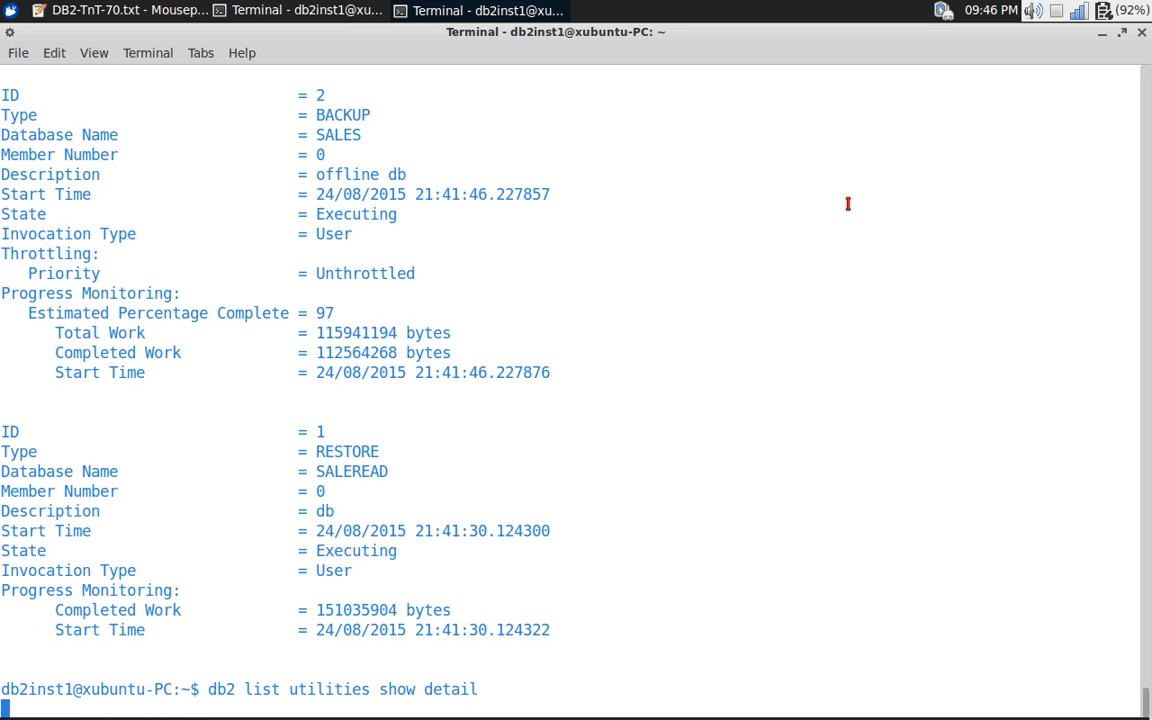 DB2-TnT-70.txt - Mousep... Terminal - db2inst1@xu... Terminal - db2inst1@xu... 09:46 PM (92%)
Terminal - db2inst1@xubuntu-PC: ~
File Edit View Terminal Tabs Help
ID = 2
Type = BACKUP
Database Name = SALES
Member Number = 0
Description = offline db
Start Time = 24/08/2015 21:41:46.227857
State = Executing
Invocation Type = User
Throttling:
Priority = Unthrottled
Progress Monitoring:
Estimated Percentage Complete = 97
Total Work = 115941194 bytes
Completed Work = 112564268 bytes
Start Time = 24/08/2015 21:41:46.227876
ID = 1
Type = RESTORE
Database Name = SALEREAD
Member Number = 0
Description = db
Start Time = 24/08/2015 21:41:30.124300
State = Executing
Invocation Type = User
Progress Monitoring:
Completed Work = 151035904 bytes
Start Time = 24/08/2015 21:41:30.124322
db2inst1@xubuntu-PC:~$ db2 list utilities show detail